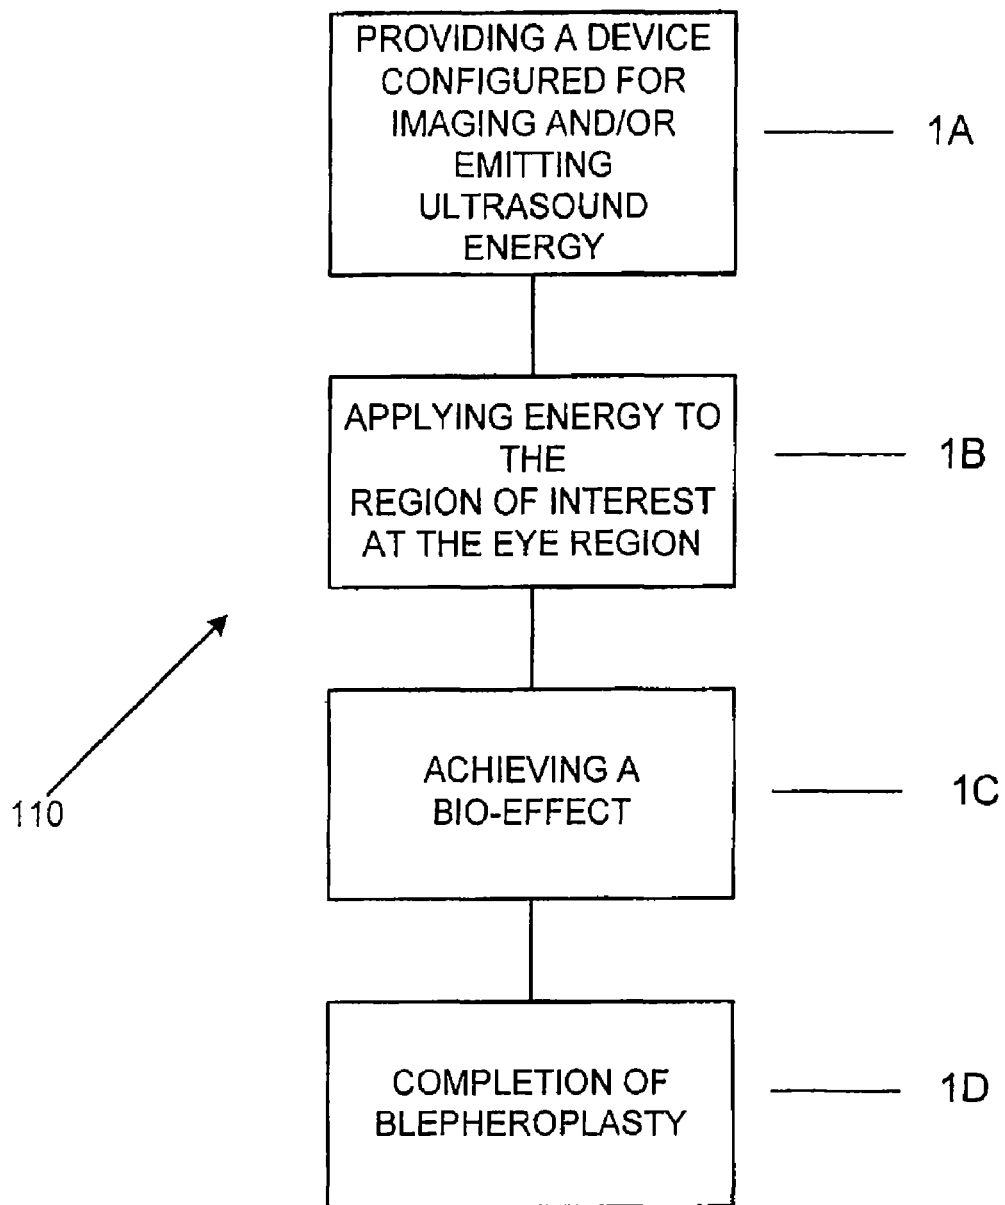 PROVIDING A DEVICE
CONFIGURED FOR
IMAGING AND/OR
EMITTING
ULTRASOUND
ENERGY
1A
APPLYING ENERGY TO
THE
REGION OF INTEREST
AT THE EYE REGION
1B
110
ACHIEVING A
BIO-EFFECT
1C
COMPLETION OF
BLEPHEROPLASTY
1D